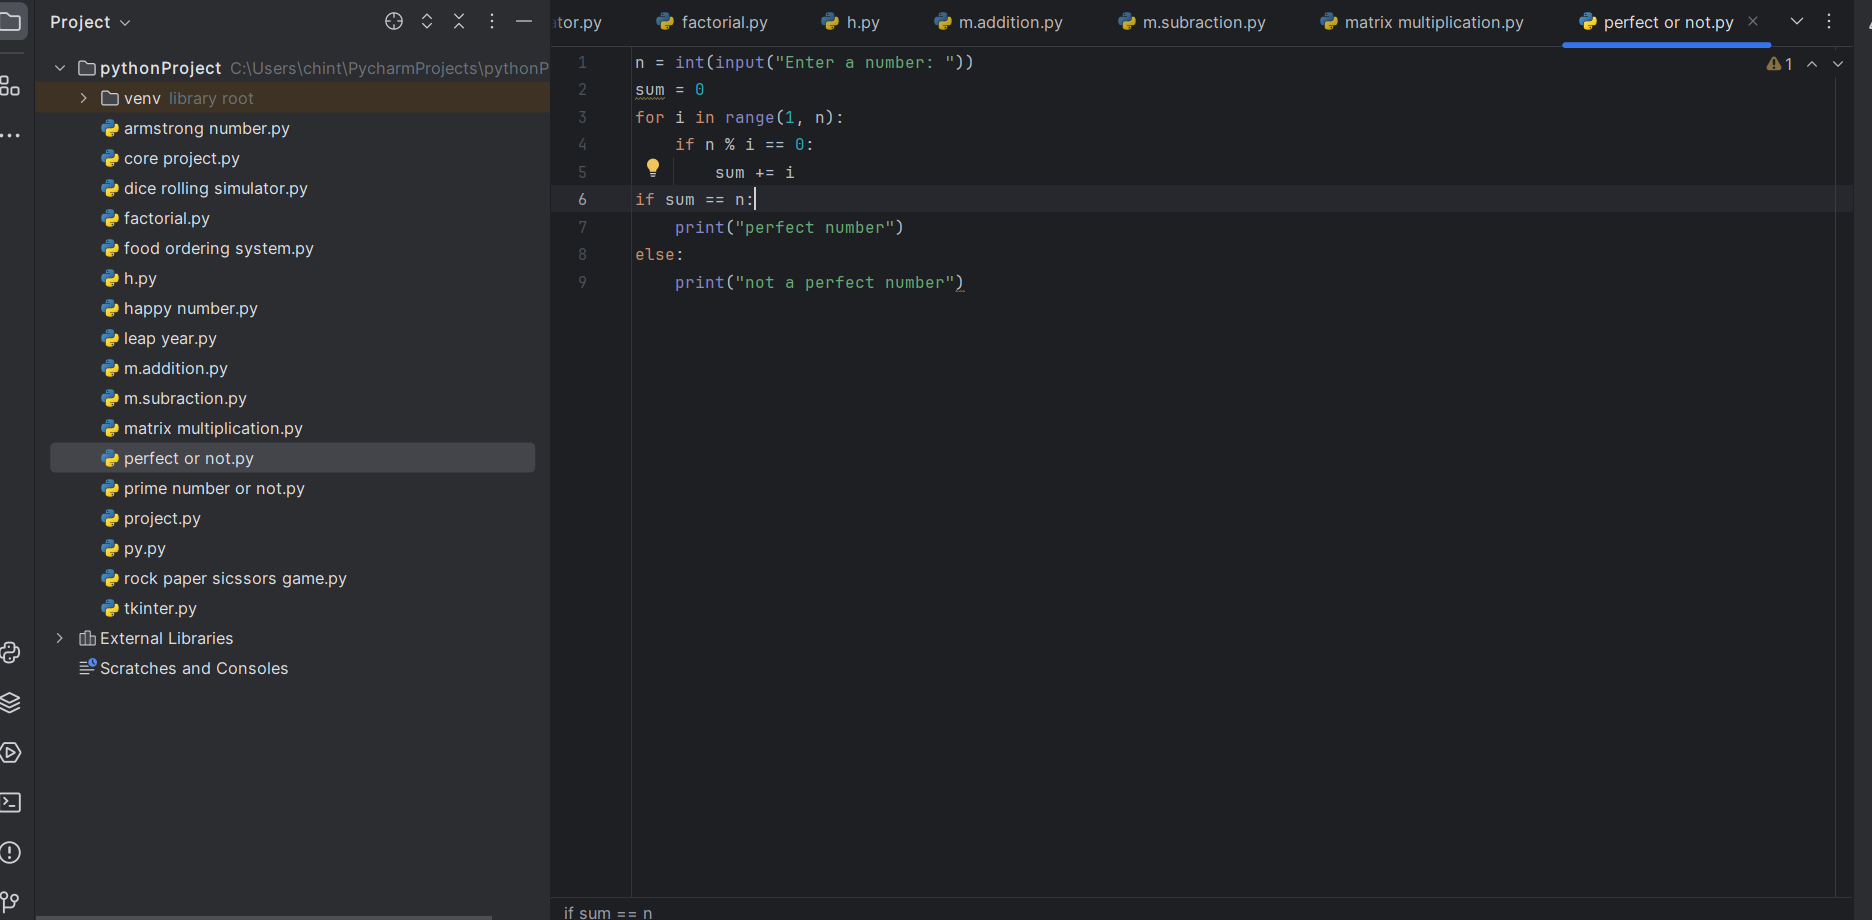 Project
pythonProject C:\Users\chint\PycharmProjects\pythonP
venv library root
armstrong number.py
core project.py
dice rolling simulator.py
factorial.py
food ordering system.py
h.py
happy number.py
leap year.py
m.addition.py
m.subraction.py
matrix multiplication.py
perfect or not.py
prime number or not.py
project.py
py.py
rock paper sicssors game.py
tkinter.py
External Libraries
Scratches and Consoles
tor.py factorial.py h.py m.addition.py m.subraction.py matrix multiplication.py perfect or not.py
1 n = int(input("Enter a number: ")) 1
2 sum = 0
3 for i in range(1, n):
4 if n % i == 0:
5 sum += i
6 if sum == n:
7 print("perfect number")
8 else:
9 print("not a perfect number")
if sum == n